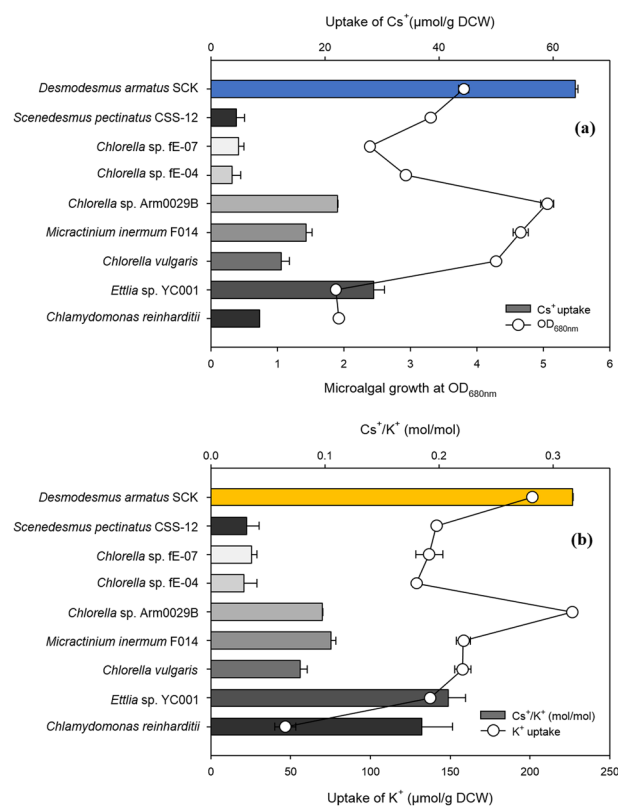 Uptake of Cs⁺(µmol/g DCW)
0 20 40 60
Desmodesmus armatus SCK
Scenedesmus pectinatus CSS-12
(a)
Chlorella sp. fE-07
Chlorella sp. fE-04
Chlorella sp. Arm0029B
Micractinium inermum F014
Chlorella vulgaris
Ettlia sp. YC001
Cs⁺ uptake
Chlamydomonas reinharditii
OD680nm
0 1 2 3 4 5 6
Microalgal growth at OD680nm
Cs⁺/K⁺ (mol/mol)
0.0 0.1 0.2 0.3
Desmodesmus armatus SCK
Scenedesmus pectinatus CSS-12
(b)
Chlorella sp. fE-07
Chlorella sp. fE-04
Chlorella sp. Arm0029B
Micractinium inermum F014
Chlorella vulgaris
Ettlia sp. YC001
Cs⁺/K⁺ (mol/mol)
Chlamydomonas reinharditii
K⁺ uptake
0 50 100 150 200 250
Uptake of K⁺ (µmol/g DCW)